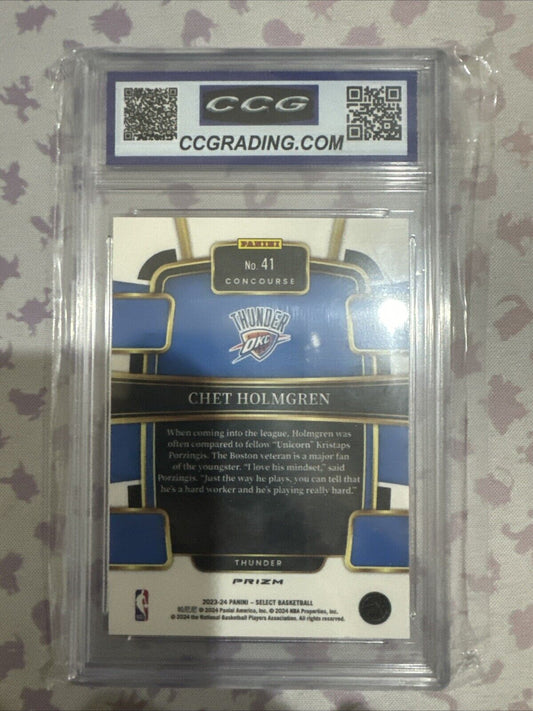 CCG
CCGRADING.COM
PANINI
No. 41
CONCOURSE
THUNDER
OKC
CHET HOLMGREN
When coming into the league, Holmgren was
often compared to fellow "Unicorn" Kristaps
Porzingis. The Boston veteran is a major fan
of the youngster. "I love his mindset," said
Porzingis. "Just the way he plays, you can tell that
he's a hard worker and he's playing really hard."
THUNDER
PRIZM
2023-24 PANINI – SELECT BASKETBALL
帕尼尼 © 2024 Panini America, Inc. © 2024 NBA Properties, Inc.
© 2024 the National Basketball Players Association. All rights reserved.
NBA